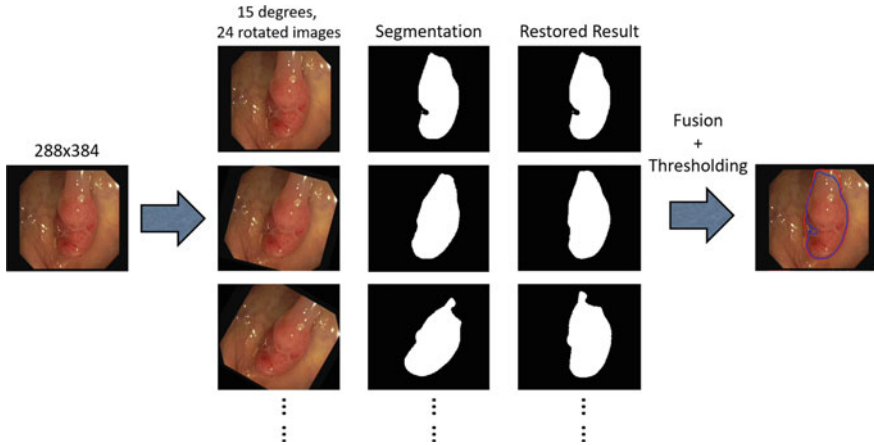 15 degrees,
24 rotated images
Segmentation
Restored Result
288x384
Fusion
+
Thresholding